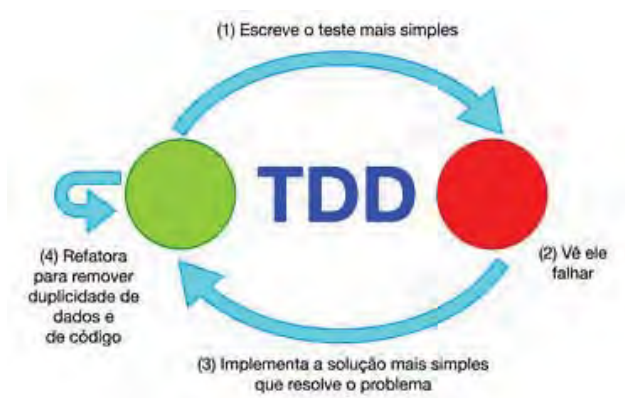 (1) Escreve o teste mais simples
TDD
(2) Vê ele
falhar
(3) Implementa a solução mais simples
que resolve o problema
(4) Refatora
para remover
duplicidade de
dados e
de código